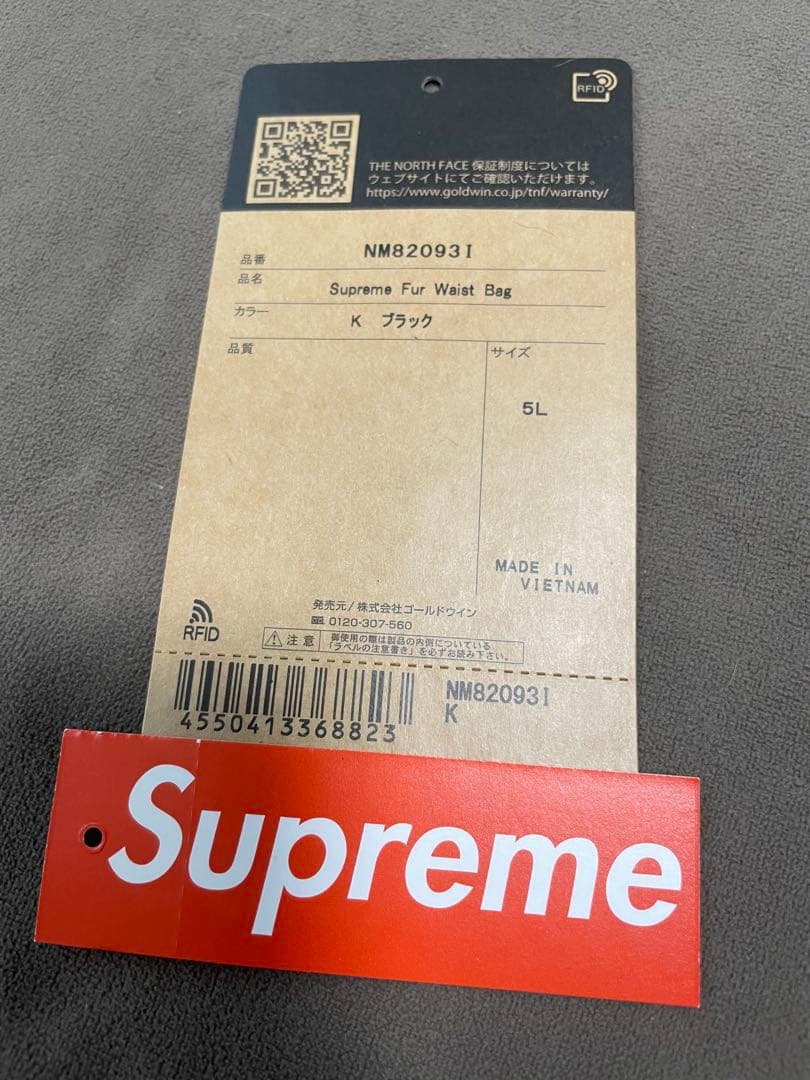 RFID
THE NORTH FACE 保証制度については
ウェブサイトにてご確認いただけます。
https://www.goldwin.co.jp/tnf/warranty/
品番 NM82093I
品名 Supreme Fur Waist Bag
カラー K ブラック
品質
サイズ
5L
MADE IN
VIETNAM
RFID
発売元/株式会社ゴールドウイン
0120-307-560
注意
御使用の際は製品の内側についている
「ラベルの注意書き」を必ずお読み下さい。
4550413368823
NM82093I
K
Supreme